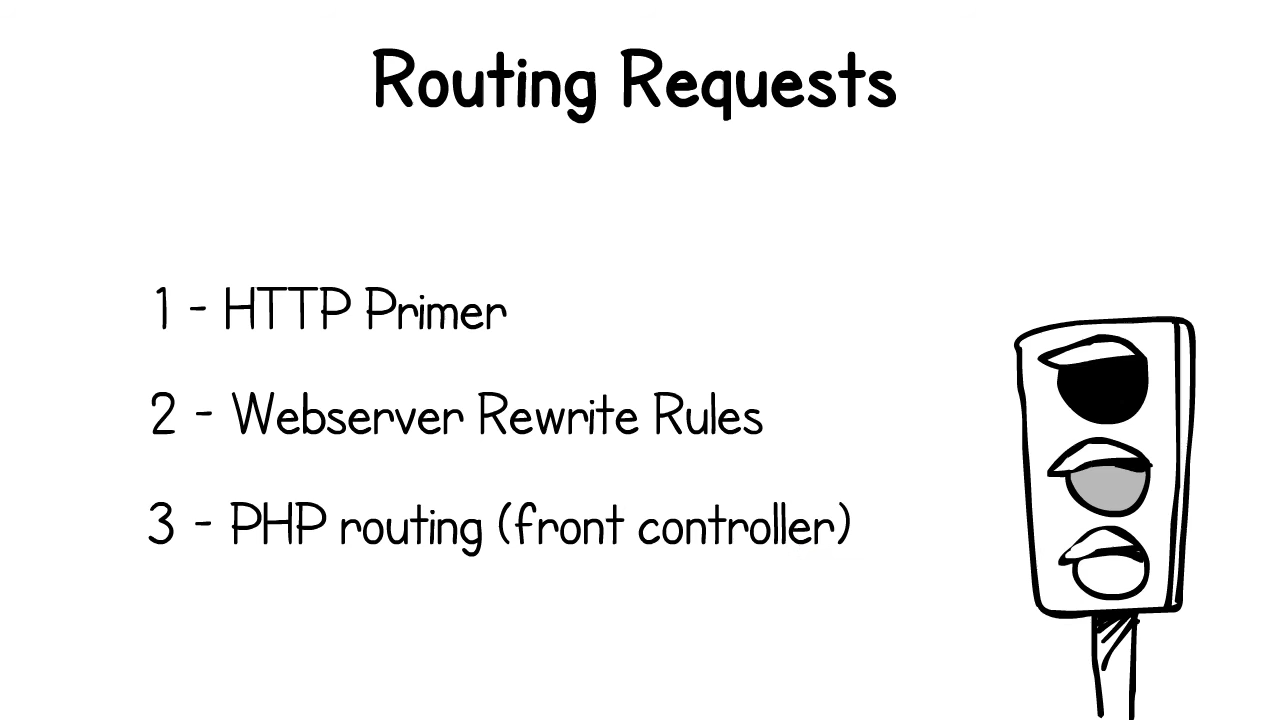 Routing Requests
1 - HTTP Primer
2 - Webserver Rewrite Rules
3 - PHP routing (front controller)